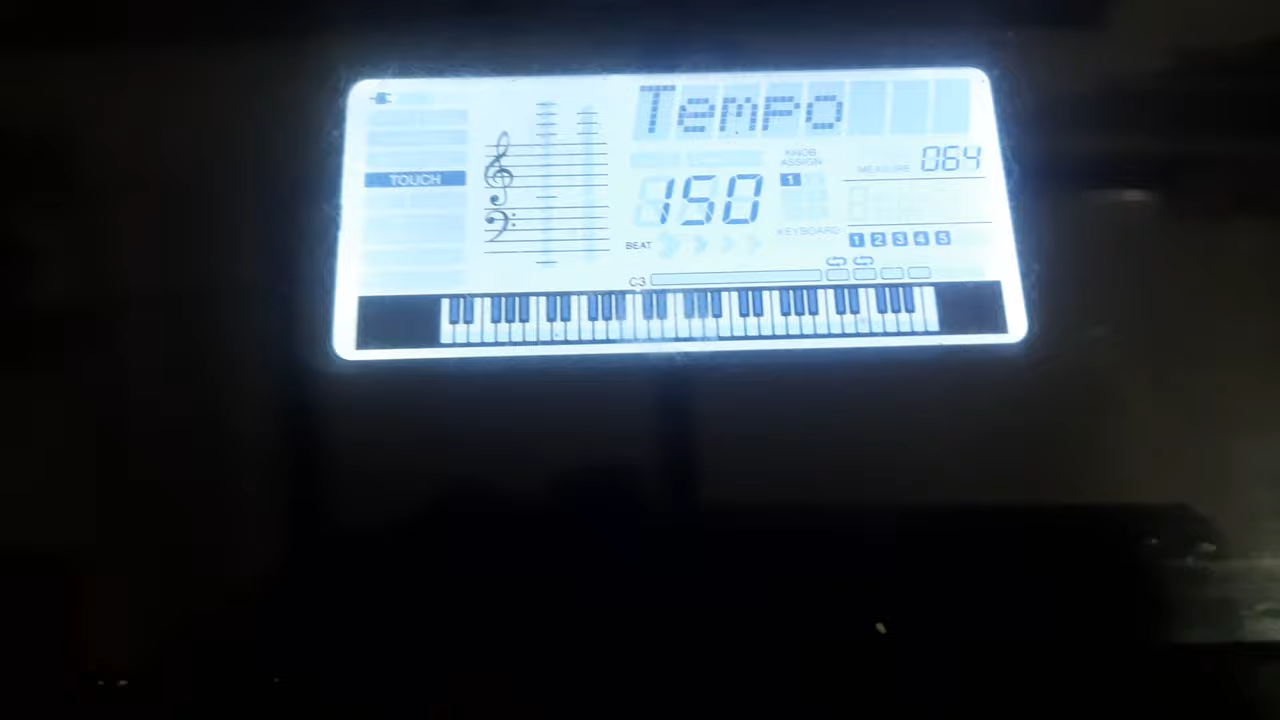 Tempo
TOUCH
KNOB
ASSIGN
MEASURE 064
150
1
KEYBOARD
BEAT
1 2 3 4 5
C3